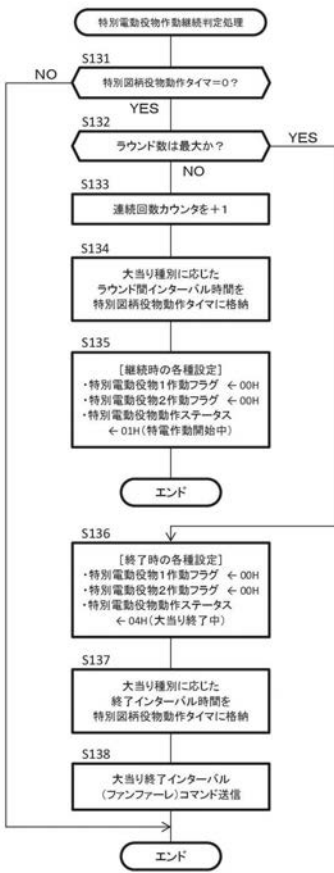 特別電動役物作動継続判定処理
S131
NO
特別図柄役物動作タイマ=0？
YES
S132
YES
ラウンド数は最大か？
NO
S133
連続回数カウンタを＋1
S134
大当り種別に応じた
ラウンド間インターバル時間を
特別図柄役物動作タイマに格納
S135
[継続時の各種設定]
・特別電動役物1作動フラグ ←00H
・特別電動役物2作動フラグ ←00H
・特別電動役物動作ステータス
←01H(特電作動開始中)
エンド
S136
[終了時の各種設定]
・特別電動役物1作動フラグ ←00H
・特別電動役物2作動フラグ ←00H
・特別電動役物動作ステータス
←04H(大当り終了中)
S137
大当り種別に応じた
終了インターバル時間を
特別図柄役物動作タイマに格納
S138
大当り終了インターバル
(ファンファーレ)コマンド送信
エンド